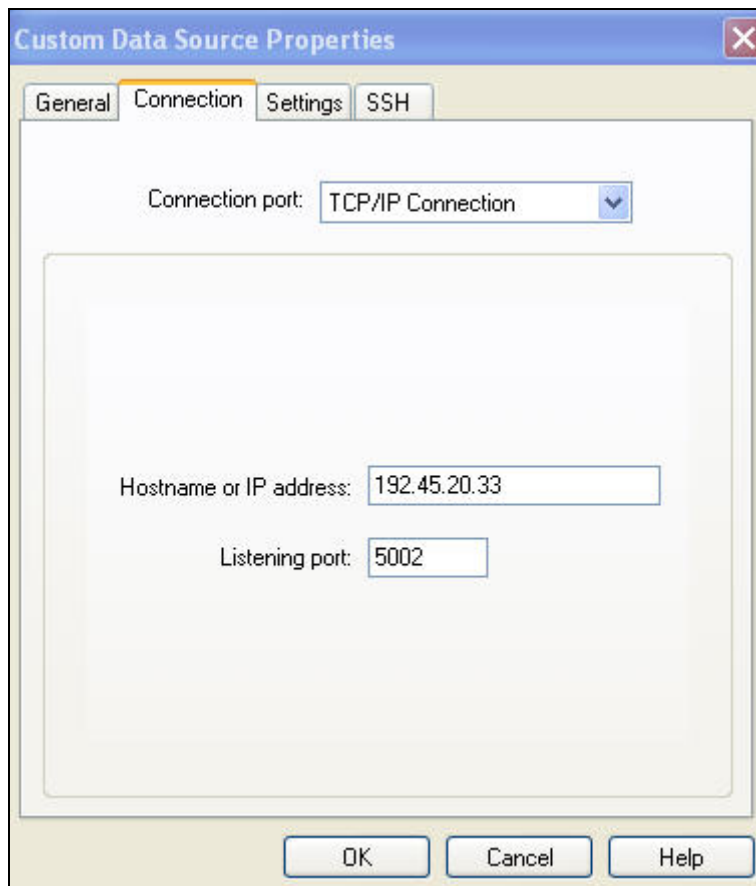 Custom Data Source Properties
General Connection Settings SSH
Connection port: TCP/IP Connection
Hostname or IP address: 192.45.20.33
Listening port: 5002
OK Cancel Help